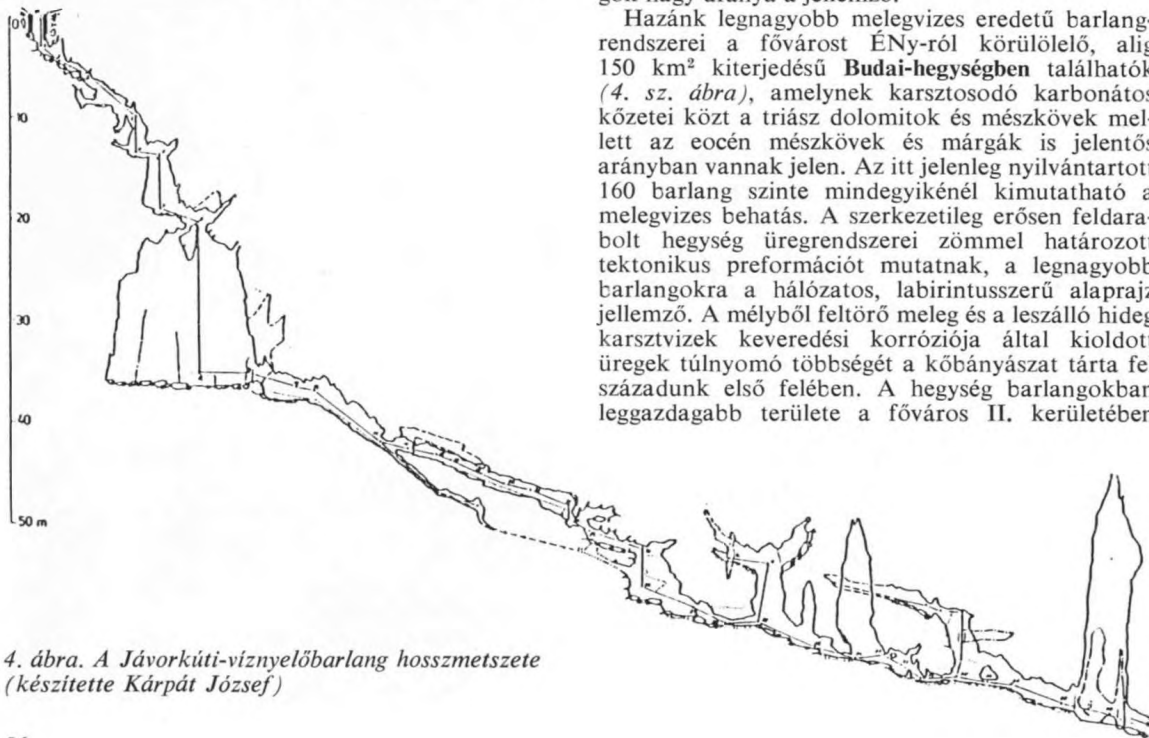 gok nagy aránya a jellemző.
Hazánk legnagyobb melegvizes eredetű barlang-
rendszerei a fővárost ÉNy-ról körülölelő, alig
150 km² kiterjedésű Budai-hegységben találhatók
(4. sz. ábra), amelynek karsztosodó karbonátos
kőzetei közt a triász dolomitok és mészkövek mel-
lett az eocén mészkövek és márgák is jelentős
arányban vannak jelen. Az itt jelenleg nyilvántartott
160 barlang szinte mindegyikénél kimutatható a
melegvizes behatás. A szerkezetileg erősen feldara-
bolt hegység üregrendszerei zömmel határozott
tektonikus preformációt mutatnak, a legnagyobb
barlangokra a hálózatos, labirintusszerű alaprajz
jellemző. A mélyből feltörő meleg és a leszálló hideg
karsztvizek keveredési korróziója által kioldott
üregek túlnyomó többségét a kőbányászat tárta fel
századunk első felében. A hegység barlangokban
leggazdagabb területe a főváros II. kerületében
0
10
20
30
40
50 m
4. ábra. A Jávorkúti-víznyelőbarlang hosszmetszete
(készítette Kárpát József)